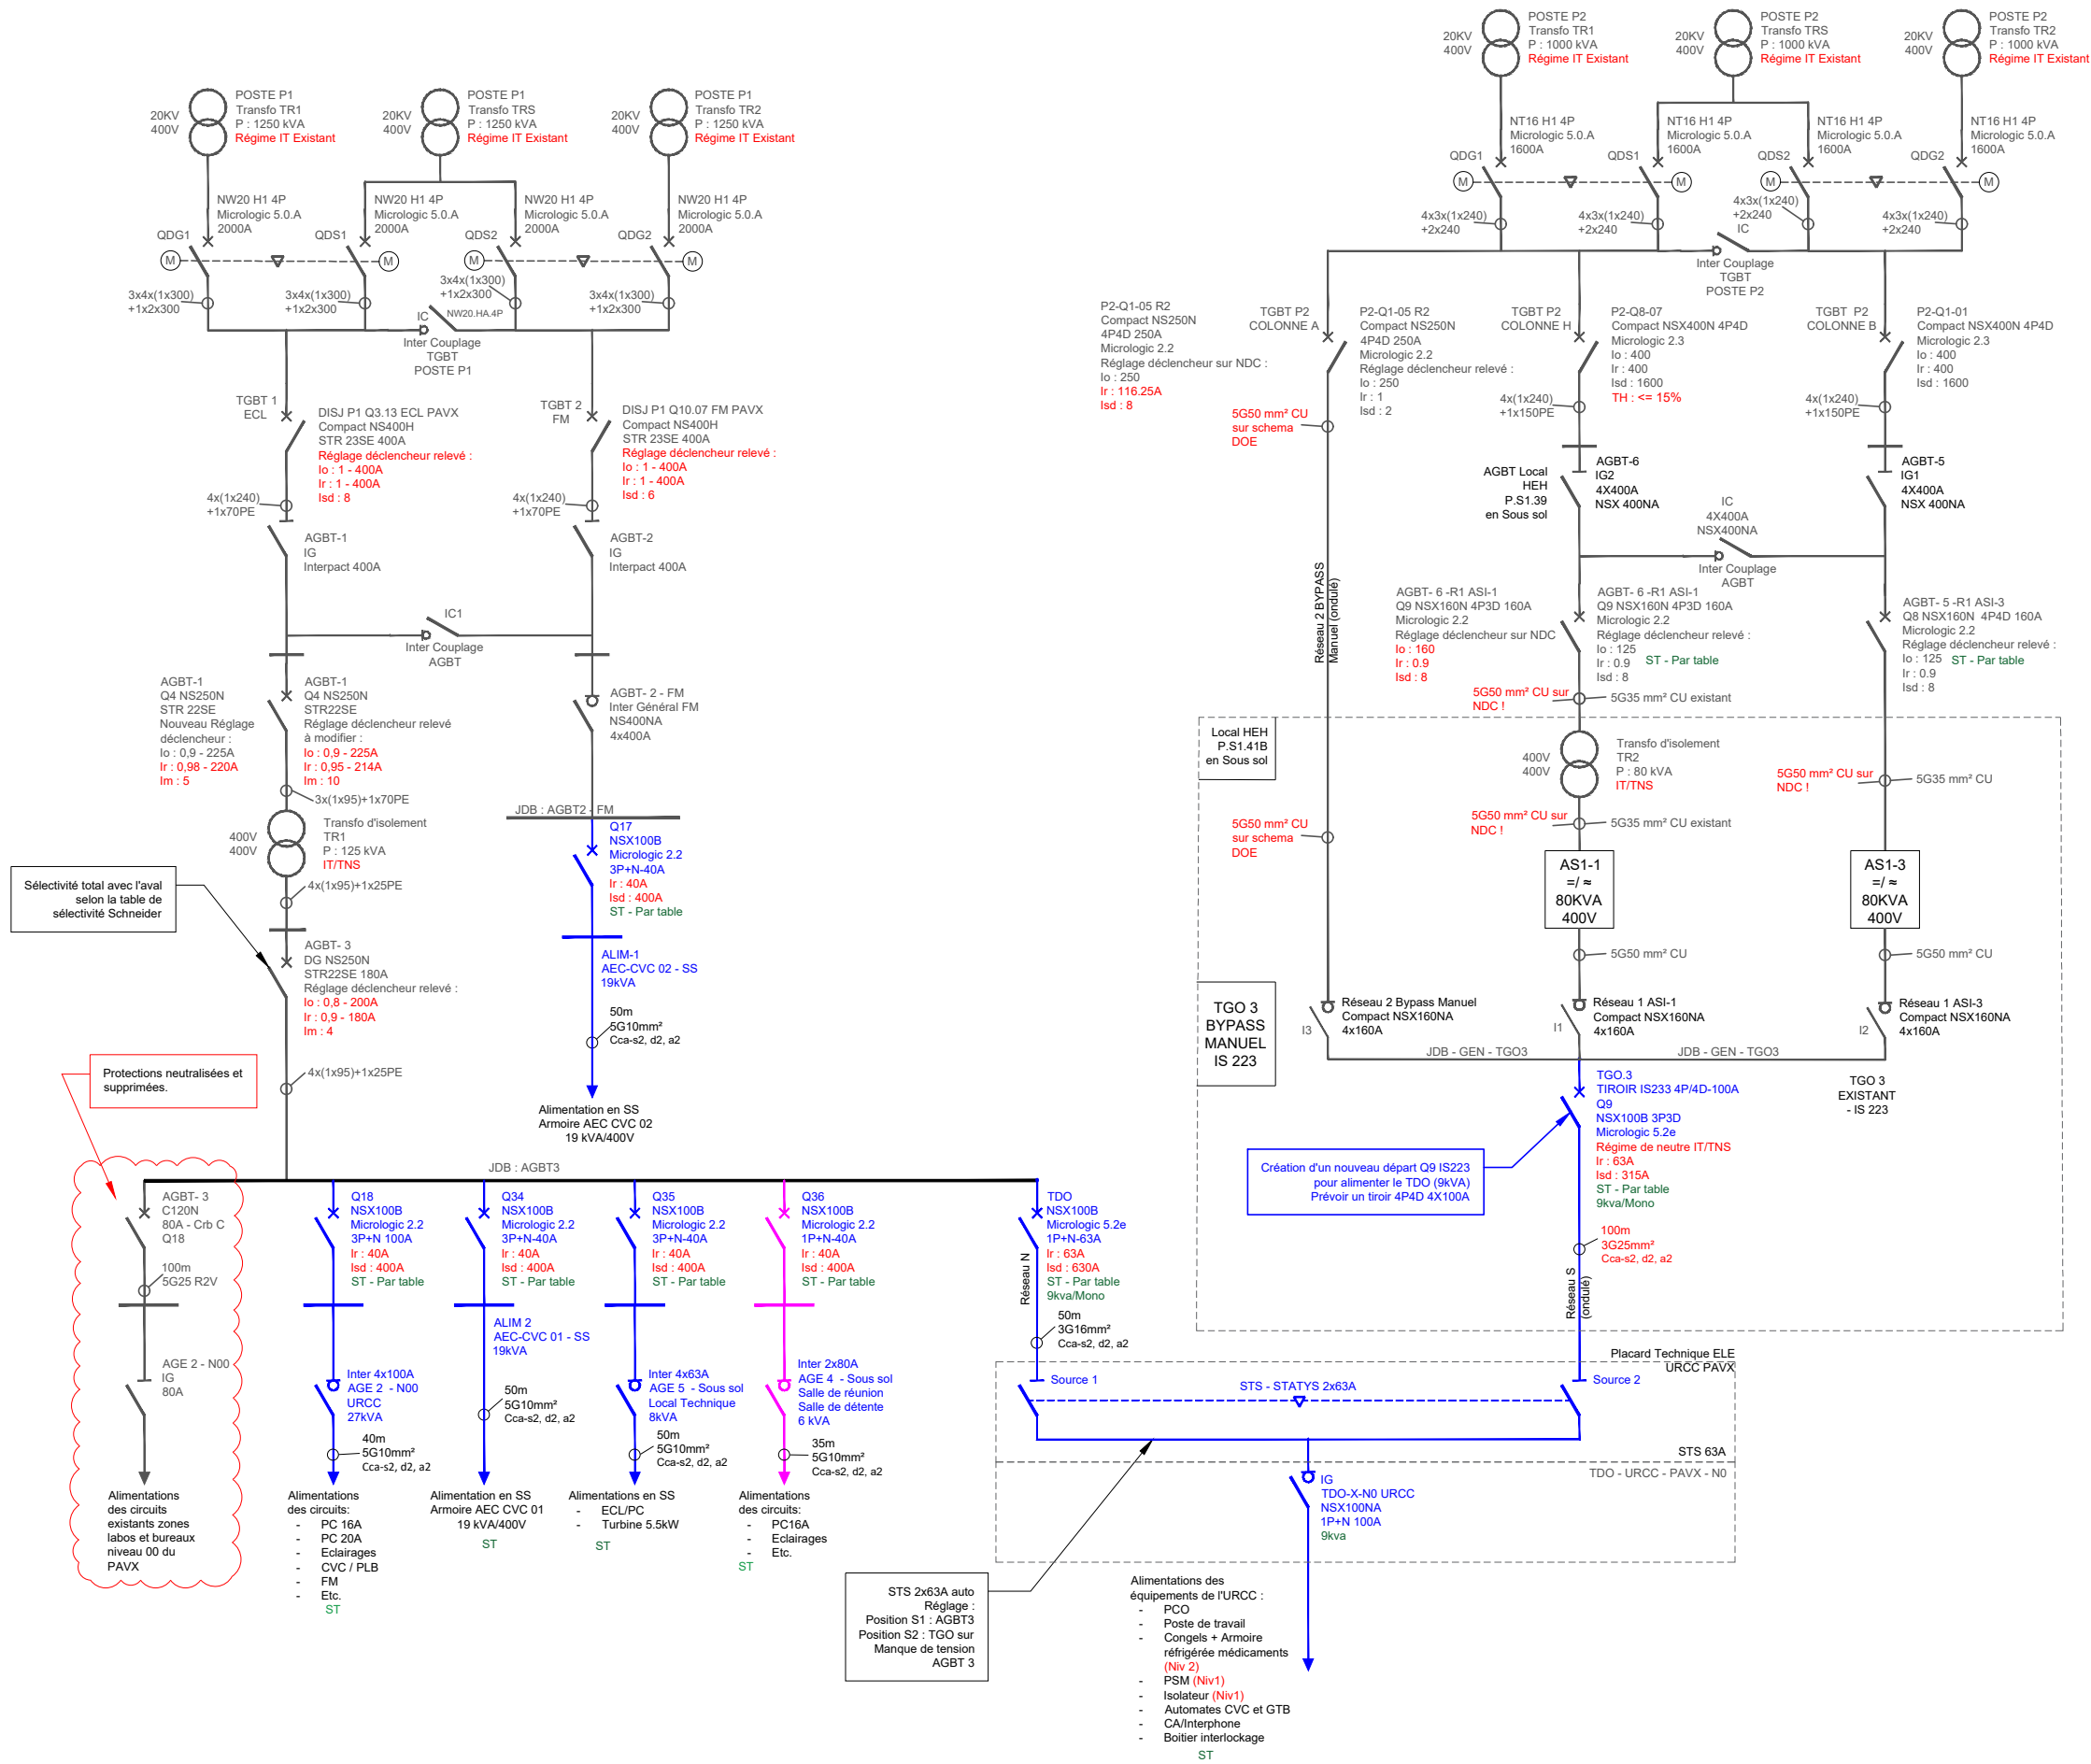 POSTE P1
Transfo TR1
P : 1250 kVA
Régime IT Existant
20KV
400V
POSTE P1
Transfo TRS
P : 1250 kVA
Régime IT Existant
20KV
400V
POSTE P1
Transfo TR2
P : 1250 kVA
Régime IT Existant
20KV
400V
NW20 H1 4P
Micrologic 5.0.A
2000A
QDG1
NW20 H1 4P
Micrologic 5.0.A
2000A
QDS1
NW20 H1 4P
Micrologic 5.0.A
2000A
QDS2
NW20 H1 4P
Micrologic 5.0.A
2000A
QDG2
M
M
M
M
3x4x(1x300)
+1x2x300
3x4x(1x300)
+1x2x300
3x4x(1x300)
+1x2x300
3x4x(1x300)
+1x2x300
IC
NW20.HA.4P
Inter Couplage
TGBT
POSTE P1
TGBT 1
ECL
DISJ P1 Q3.13 ECL PAVX
Compact NS400H
STR 23SE 400A
Réglage déclencheur relevé :
Io : 1 - 400A
Ir : 1 - 400A
Isd : 8
TGBT 2
FM
DISJ P1 Q10.07 FM PAVX
Compact NS400H
STR 23SE 400A
Réglage déclencheur relevé :
Io : 1 - 400A
Ir : 1 - 400A
Isd : 6
4x(1x240)
+1x70PE
4x(1x240)
+1x70PE
AGBT-1
IG
Interpact 400A
AGBT-2
IG
Interpact 400A
IC1
Inter Couplage
AGBT
AGBT-1
Q4 NS250N
STR 22SE
Nouveau Réglage
déclencheur :
Io : 0,9 - 225A
Ir : 0,98 - 220A
Im : 5
AGBT-1
Q4 NS250N
STR22SE
Réglage déclencheur relevé
à modifier :
Io : 0,9 - 225A
Ir : 0,95 - 214A
Im : 10
3x(1x95)+1x70PE
AGBT- 2 - FM
Inter Général FM
NS400NA
4x400A
400V
400V
Transfo d'isolement
TR1
P : 125 kVA
IT/TNS
4x(1x95)+1x25PE
JDB : AGBT2 - FM
Q17
NSX100B
Micrologic 2.2
3P+N-40A
Ir : 40A
Isd : 400A
ST - Par table
Sélectivité total avec l'aval
selon la table de
sélectivité Schneider
AGBT- 3
DG NS250N
STR22SE 180A
Réglage déclencheur relevé :
Io : 0,8 - 200A
Ir : 0,9 - 180A
Im : 4
ALIM-1
AEC-CVC 02 - SS
19kVA
50m
5G10mm²
Cca-s2, d2, a2
Alimentation en SS
Armoire AEC CVC 02
19 kVA/400V
Protections neutralisées et
supprimées.
4x(1x95)+1x25PE
JDB : AGBT3
AGBT- 3
C120N
80A - Crb C
Q18
100m
5G25 R2V
AGE 2 - N00
IG
80A
Alimentations
des circuits
existants zones
labos et bureaux
niveau 00 du
PAVX
Q18
NSX100B
Micrologic 2.2
3P+N 100A
Ir : 40A
Isd : 400A
ST - Par table
Inter 4x100A
AGE 2 - N00
URCC
27kVA
40m
5G10mm²
Cca-s2, d2, a2
Alimentations
des circuits:
- PC 16A
- PC 20A
- Eclairages
- CVC / PLB
- FM
- Etc.
ST
Q34
NSX100B
Micrologic 2.2
3P+N-40A
Ir : 40A
Isd : 400A
ST - Par table
ALIM 2
AEC-CVC 01 - SS
19kVA
50m
5G10mm²
Cca-s2, d2, a2
Alimentation en SS
Armoire AEC CVC 01
19 kVA/400V
ST
Q35
NSX100B
Micrologic 2.2
3P+N-40A
Ir : 40A
Isd : 400A
ST - Par table
Inter 4x63A
AGE 5 - Sous sol
Local Technique
8kVA
50m
5G10mm²
Cca-s2, d2, a2
Alimentations en SS
- ECL/PC
- Turbine 5.5kW
ST
Q36
NSX100B
Micrologic 2.2
1P+N-40A
Ir : 40A
Isd : 400A
ST - Par table
Inter 2x80A
AGE 4 - Sous sol
Salle de réunion
Salle de détente
6 kVA
35m
5G10mm²
Cca-s2, d2, a2
Alimentations
des circuits:
- PC16A
- Eclairages
- Etc.
ST
TDO
NSX100B
Micrologic 5.2e
1P+N-63A
Ir : 63A
Isd : 630A
ST - Par table
9kva/Mono
Réseau N
50m
3G16mm²
Cca-s2, d2, a2
POSTE P2
Transfo TR1
P : 1000 kVA
Régime IT Existant
20KV
400V
POSTE P2
Transfo TRS
P : 1000 kVA
Régime IT Existant
20KV
400V
POSTE P2
Transfo TR2
P : 1000 kVA
Régime IT Existant
20KV
400V
NT16 H1 4P
Micrologic 5.0.A
1600A
QDG1
NT16 H1 4P
Micrologic 5.0.A
1600A
QDS1
NT16 H1 4P
Micrologic 5.0.A
1600A
QDS2
NT16 H1 4P
Micrologic 5.0.A
1600A
QDG2
M
M
M
M
4x3x(1x240)
+2x240
4x3x(1x240)
+2x240
4x3x(1x240)
+2x240
4x3x(1x240)
+2x240
IC
Inter Couplage
TGBT
POSTE P2
P2-Q1-05 R2
Compact NS250N
4P4D 250A
Micrologic 2.2
Réglage déclencheur sur NDC :
Io : 250
Ir : 116.25A
Isd : 8
TGBT P2
COLONNE A
P2-Q1-05 R2
Compact NS250N
4P4D 250A
Micrologic 2.2
Réglage déclencheur relevé :
Io : 250
Ir : 1
Isd : 2
TGBT P2
COLONNE H
P2-Q8-07
Compact NSX400N 4P4D
Micrologic 2.3
Io : 400
Ir : 400
Isd : 1600
TH : <= 15%
TGBT P2
COLONNE B
P2-Q1-01
Compact NSX400N 4P4D
Micrologic 2.3
Io : 400
Ir : 400
Isd : 1600
5G50 mm² CU
sur schema
DOE
4x(1x240)
+1x150PE
4x(1x240)
+1x150PE
AGBT Local
HEH
P.S1.39
en Sous sol
AGBT-6
IG2
4X400A
NSX 400NA
AGBT-5
IG1
4X400A
NSX 400NA
IC
4X400A
NSX400NA
Inter Couplage
AGBT
Réseau 2 BYPASS
Manuel (ondulé)
AGBT- 6 -R1 ASI-1
Q9 NSX160N 4P3D 160A
Micrologic 2.2
Réglage déclencheur sur NDC
Io : 160
Ir : 0.9
Isd : 8
AGBT- 6 -R1 ASI-1
Q9 NSX160N 4P3D 160A
Micrologic 2.2
Réglage déclencheur relevé :
Io : 125
Ir : 0.9
Isd : 8
ST - Par table
AGBT- 5 -R1 ASI-3
Q8 NSX160N 4P4D 160A
Micrologic 2.2
Réglage déclencheur relevé :
Io : 125
Ir : 0.9
Isd : 8
ST - Par table
5G50 mm² CU sur
NDC !
5G35 mm² CU existant
Local HEH
P.S1.41B
en Sous sol
400V
400V
Transfo d'isolement
TR2
P : 80 kVA
IT/TNS
5G50 mm² CU sur
NDC !
5G35 mm² CU
5G50 mm² CU
sur schema
DOE
5G50 mm² CU sur
NDC !
5G35 mm² CU existant
AS1-1
=/ ≈
80KVA
400V
AS1-3
=/ ≈
80KVA
400V
5G50 mm² CU
5G50 mm² CU
TGO 3
BYPASS
MANUEL
IS 223
I3
Réseau 2 Bypass Manuel
Compact NSX160NA
4x160A
I1
Réseau 1 ASI-1
Compact NSX160NA
4x160A
I2
Réseau 1 ASI-3
Compact NSX160NA
4x160A
JDB - GEN - TGO3
JDB - GEN - TGO3
TGO.3
TIROIR IS233 4P/4D-100A
Q9
NSX100B 3P3D
Micrologic 5.2e
Régime de neutre IT/TNS
Ir : 63A
Isd : 315A
ST - Par table
9kva/Mono
TGO 3
EXISTANT
- IS 223
Création d'un nouveau départ Q9 IS223
pour alimenter le TDO (9kVA)
Prévoir un tiroir 4P4D 4X100A
100m
3G25mm²
Cca-s2, d2, a2
Réseau S
(ondulé)
Placard Technique ELE
URCC PAVX
Source 1
STS - STATYS 2x63A
Source 2
STS 63A
TDO - URCC - PAVX - N0
IG
TDO-X-N0 URCC
NSX100NA
1P+N 100A
9kva
STS 2x63A auto
Réglage :
Position S1 : AGBT3
Position S2 : TGO sur
Manque de tension
AGBT 3
Alimentations des
équipements de l'URCC :
- PCO
- Poste de travail
- Congels + Armoire
réfrigérée médicaments
(Niv 2)
- PSM (Niv1)
- Isolateur (Niv1)
- Automates CVC et GTB
- CA/Interphone
- Boitier interlockage
ST